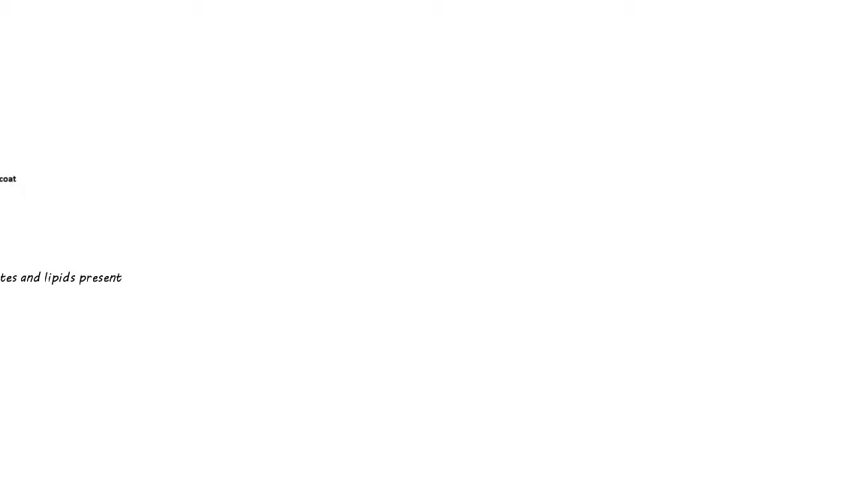 coat
tes and lipids present